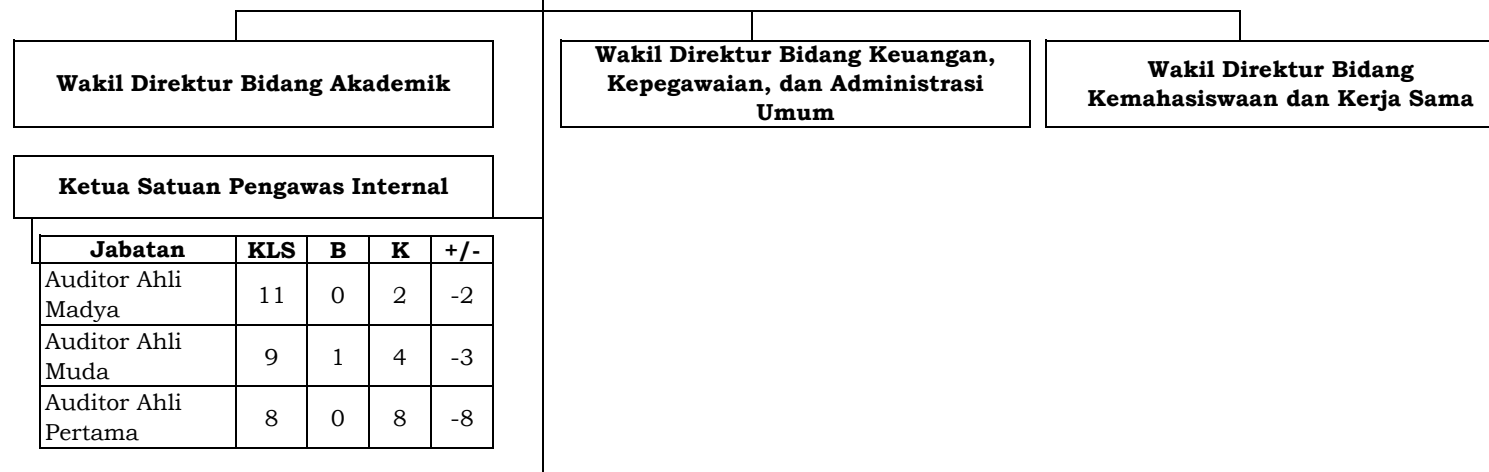 Wakil Direktur Bidang Akademik
Wakil Direktur Bidang Keuangan,
Kepegawaian, dan Administrasi
Umum
Wakil Direktur Bidang
Kemahasiswaan dan Kerja Sama
Ketua Satuan Pengawas Internal
Jabatan KLS B K +/-
Auditor Ahli
Madya 11 0 2 -2
Auditor Ahli
Muda 9 1 4 -3
Auditor Ahli
Pertama 8 0 8 -8